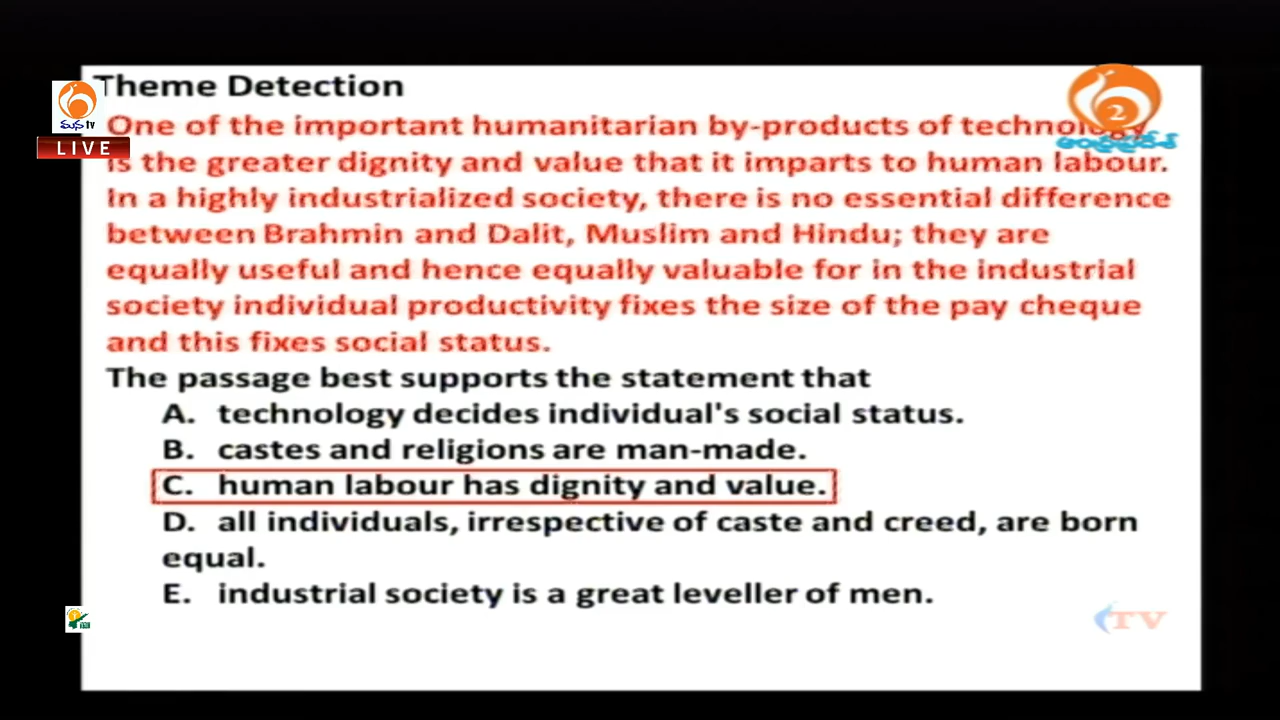 Theme Detection
మన tv
LIVE
2
ఆంధ్రప్రదేశ్
One of the important humanitarian by-products of technology
is the greater dignity and value that it imparts to human labour.
In a highly industrialized society, there is no essential difference
between Brahmin and Dalit, Muslim and Hindu; they are
equally useful and hence equally valuable for in the industrial
society individual productivity fixes the size of the pay cheque
and this fixes social status.
The passage best supports the statement that
A. technology decides individual's social status.
B. castes and religions are man-made.
C. human labour has dignity and value.
D. all individuals, irrespective of caste and creed, are born
equal.
E. industrial society is a great leveller of men.
TV